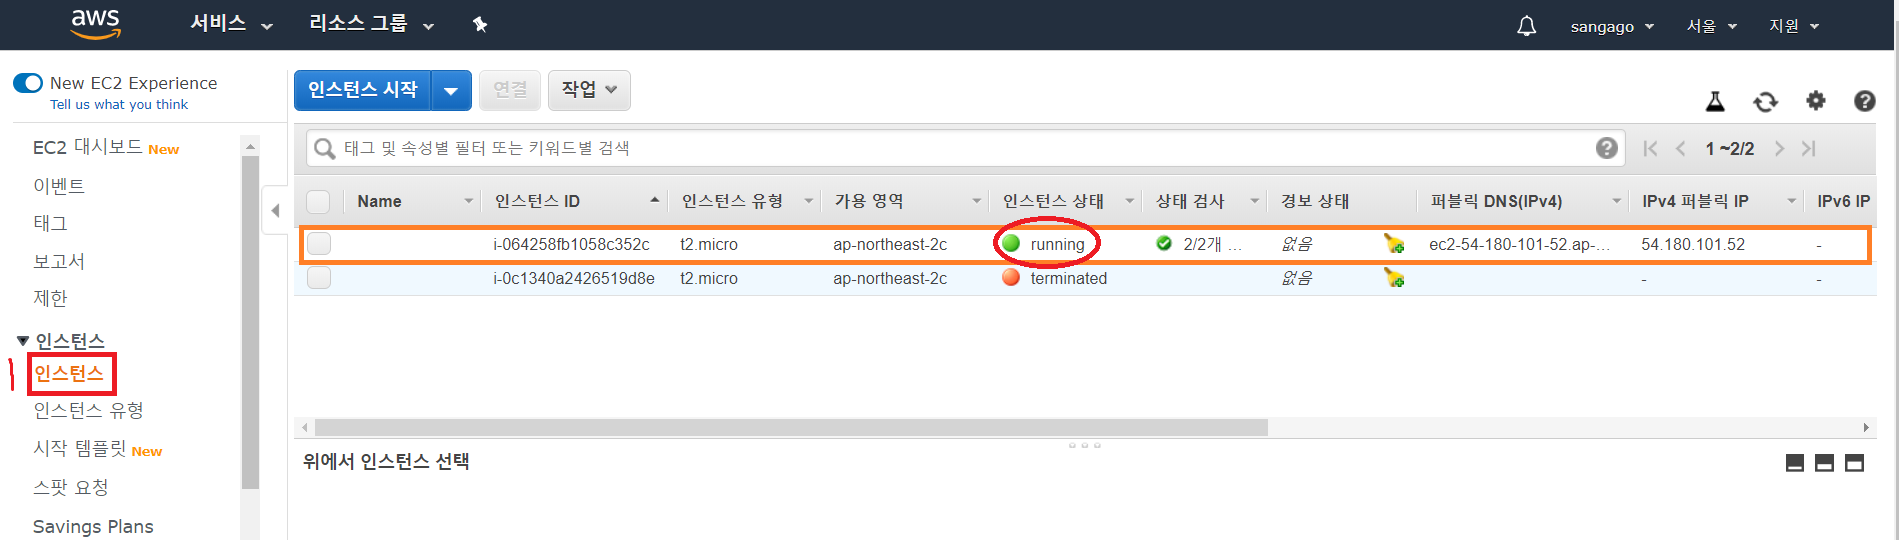 aws 서비스 리소스 그룹 sangago 서울 지원
New EC2 Experience
Tell us what you think
EC2 대시보드 New
이벤트
태그
보고서
제한
인스턴스
인스턴스
인스턴스 유형
시작 템플릿 New
스팟 요청
Savings Plans
인스턴스 시작 연결 작업
태그 및 속성별 필터 또는 키워드별 검색 1 ~2/2
Name 인스턴스 ID 인스턴스 유형 가용 영역 인스턴스 상태 상태 검사 경보 상태 퍼블릭 DNS(IPv4) IPv4 퍼블릭 IP IPv6 IP
i-064258fb1058c352c t2.micro ap-northeast-2c running 2/2개 ... 없음 ec2-54-180-101-52.ap-... 54.180.101.52 -
i-0c1340a2426519d8e t2.micro ap-northeast-2c terminated 없음 - -
위에서 인스턴스 선택